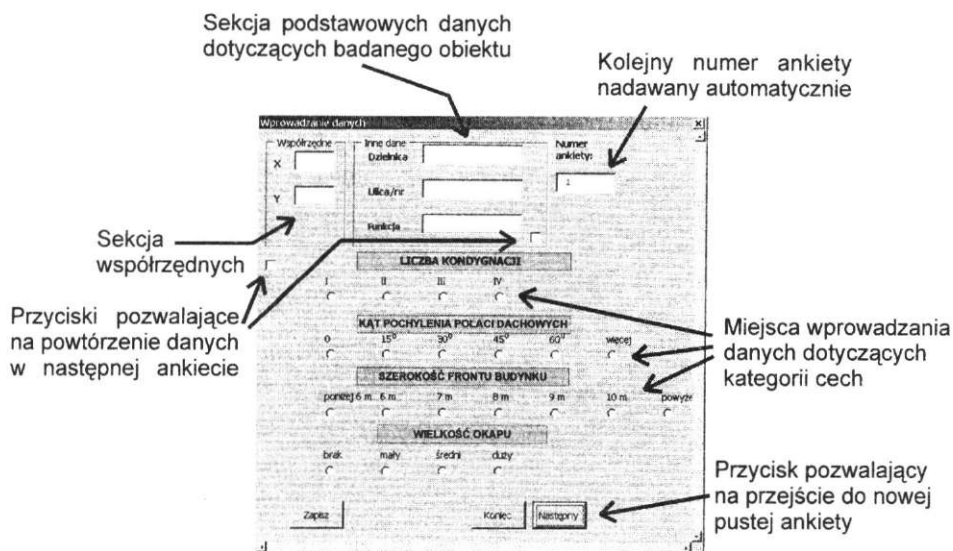 Sekcja podstawowych danych
dotyczących badanego obiektu
Kolejny numer ankiety
nadawany automatycznie
Wprowadzanie danych
Współrzędne
X
Y
Inne dane
Dzielnica
Ulica/nr
Funkcja
Numer
ankiety:
1
Sekcja
współrzędnych
Przyciski pozwalające
na powtórzenie danych
w następnej ankiecie
LICZBA KONDYGNACJI
I II III IV
KĄT POCHYLENIA POŁACI DACHOWYCH
0 15° 30° 45° 60° więcej
SZEROKOŚĆ FRONTU BUDYNKU
poniżej 6 m 6 m 7 m 8 m 9 m 10 m powyże
WIELKOŚĆ OKAPU
brak mały średni duży
Miejsca wprowadzania
danych dotyczących
kategorii cech
Zapisz Koniec Następny
Przycisk pozwalający
na przejście do nowej
pustej ankiety